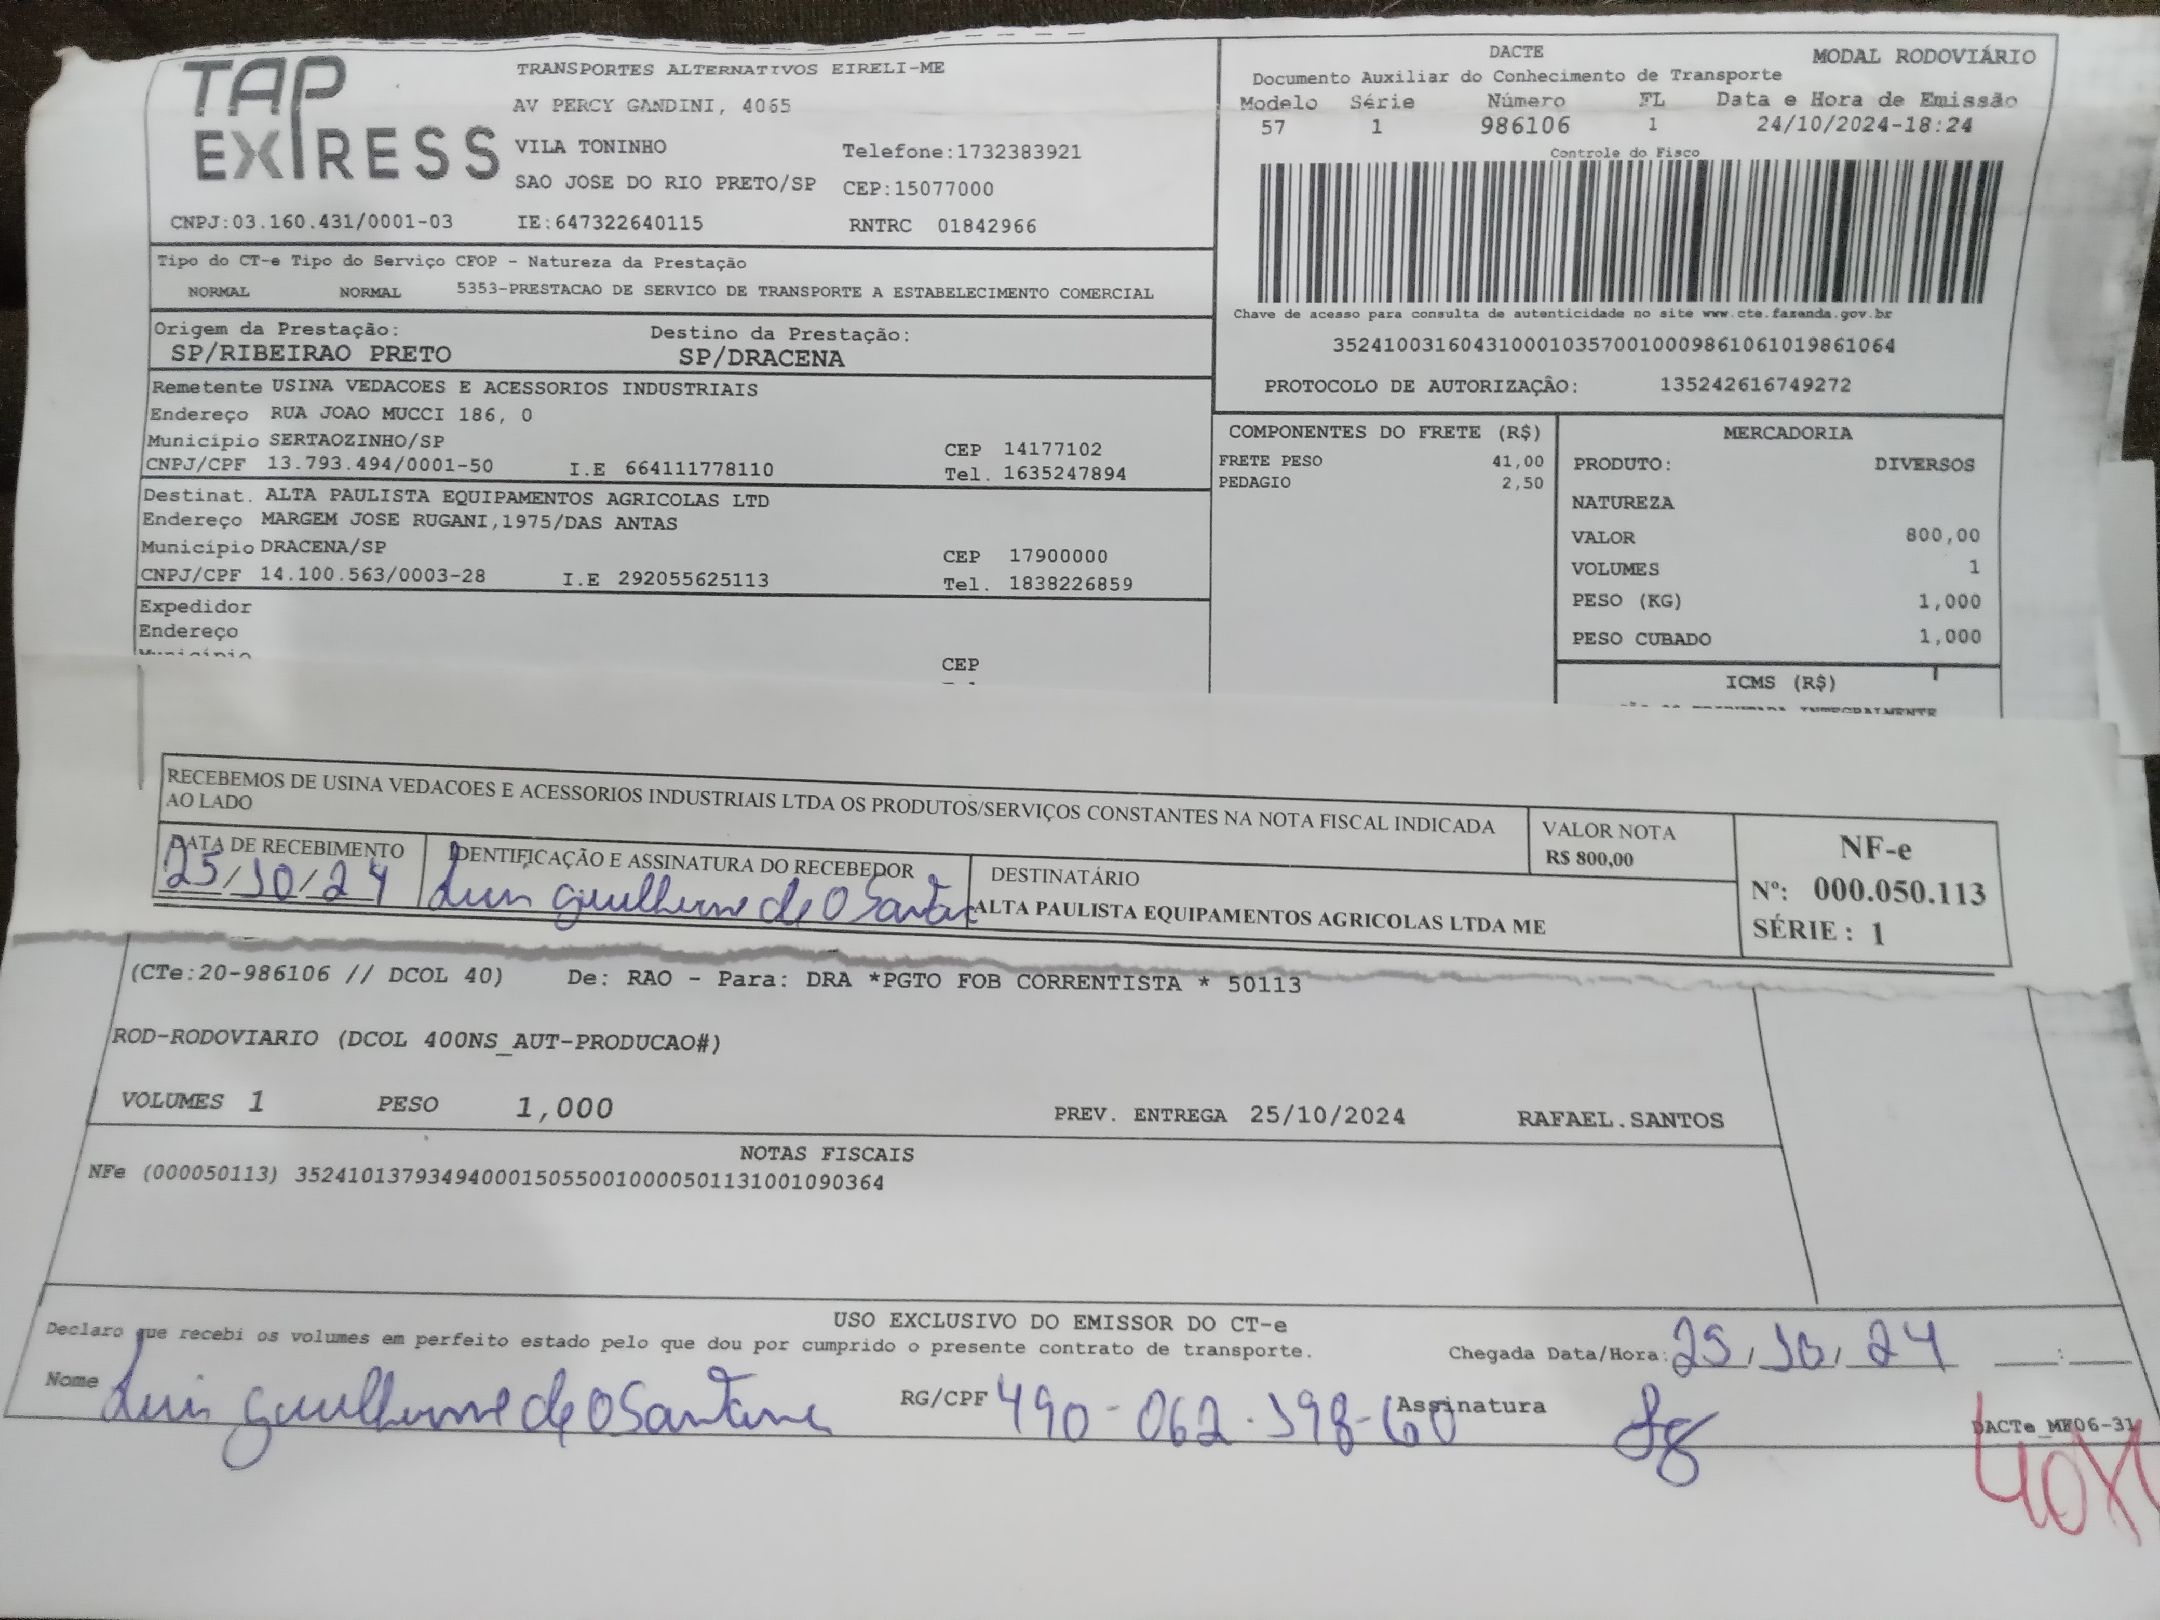 TAP EXPRESS
TRANSPORTES ALTERNATIVOS EIRELI-ME
AV PERCY GANDINI, 4065
VILA TONINHO Telefone:1732383921
SAO JOSE DO RIO PRETO/SP CEP:15077000
CNPJ:03.160.431/0001-03 IE:647322640115 RNTRC 01842966
DACTE MODAL RODOVIÁRIO
Documento Auxiliar do Conhecimento de Transporte
Modelo Série Número FL Data e Hora de Emissão
57 1 986106 1 24/10/2024-18:24
Controle do Fisco
Chave de acesso para consulta de autenticidade no site www.cte.fazenda.gov.br
35241003160431000103570010009861061019861064
PROTOCOLO DE AUTORIZAÇÃO: 135242616749272
Tipo do CT-e Tipo do Serviço CFOP - Natureza da Prestação
NORMAL NORMAL 5353-PRESTACAO DE SERVICO DE TRANSPORTE A ESTABELECIMENTO COMERCIAL
Origem da Prestação: Destino da Prestação:
SP/RIBEIRAO PRETO SP/DRACENA
Remetente USINA VEDACOES E ACESSORIOS INDUSTRIAIS
Endereço RUA JOAO MUCCI 186, 0
Município SERTAOZINHO/SP CEP 14177102
CNPJ/CPF 13.793.494/0001-50 I.E 664111778110 Tel. 1635247894
Destinat. ALTA PAULISTA EQUIPAMENTOS AGRICOLAS LTD
Endereço MARGEM JOSE RUGANI,1975/DAS ANTAS
Município DRACENA/SP CEP 17900000
CNPJ/CPF 14.100.563/0003-28 I.E 292055625113 Tel. 1838226859
Expedidor
Endereço
Município CEP
COMPONENTES DO FRETE (R$)
FRETE PESO 41,00
PEDAGIO 2,50
MERCADORIA
PRODUTO: DIVERSOS
NATUREZA
VALOR 800,00
VOLUMES 1
PESO (KG) 1,000
PESO CUBADO 1,000
ICMS (R$)
RECEBEMOS DE USINA VEDACOES E ACESSORIOS INDUSTRIAIS LTDA OS PRODUTOS/SERVIÇOS CONSTANTES NA NOTA FISCAL INDICADA
AO LADO
VALOR NOTA
R$ 800,00
NF-e
Nº: 000.050.113
SÉRIE : 1
DATA DE RECEBIMENTO
25/10/24
IDENTIFICAÇÃO E ASSINATURA DO RECEBEDOR
Luis Guilherme de O Santan
DESTINATÁRIO
ALTA PAULISTA EQUIPAMENTOS AGRICOLAS LTDA ME
(CTe:20-986106 // DCOL 40) De: RAO - Para: DRA *PGTO FOB CORRENTISTA * 50113
ROD-RODOVIARIO (DCOL 400NS_AUT-PRODUCAO#)
VOLUMES 1 PESO 1,000 PREV. ENTREGA 25/10/2024 RAFAEL.SANTOS
NOTAS FISCAIS
NFe (000050113) 35241013793494000150550010000501131001090364
USO EXCLUSIVO DO EMISSOR DO CT-e
Declaro que recebi os volumes em perfeito estado pelo que dou por cumprido o presente contrato de transporte.
Chegada Data/Hora: 25/10/24 __:__
Nome Luis Guilherme de O Santana RG/CPF 490-062.398-60 Assinatura
DACTe_MM06-31